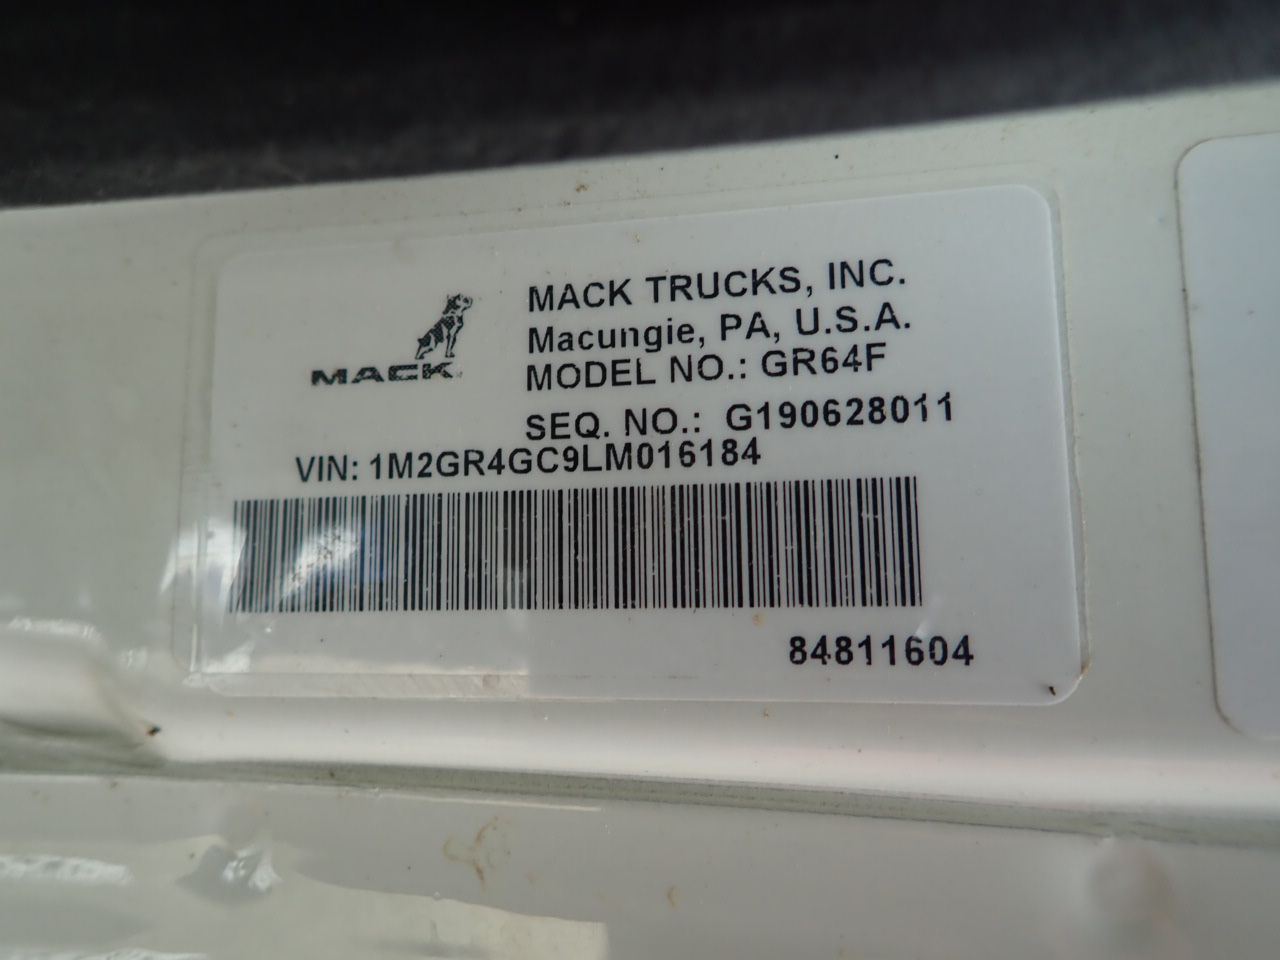 MACK TRUCKS, INC.
Macungie, PA, U.S.A.
MACK
MODEL NO.: GR64F
SEQ. NO.: G190628011
VIN: 1M2GR4GC9LM016184
84811604